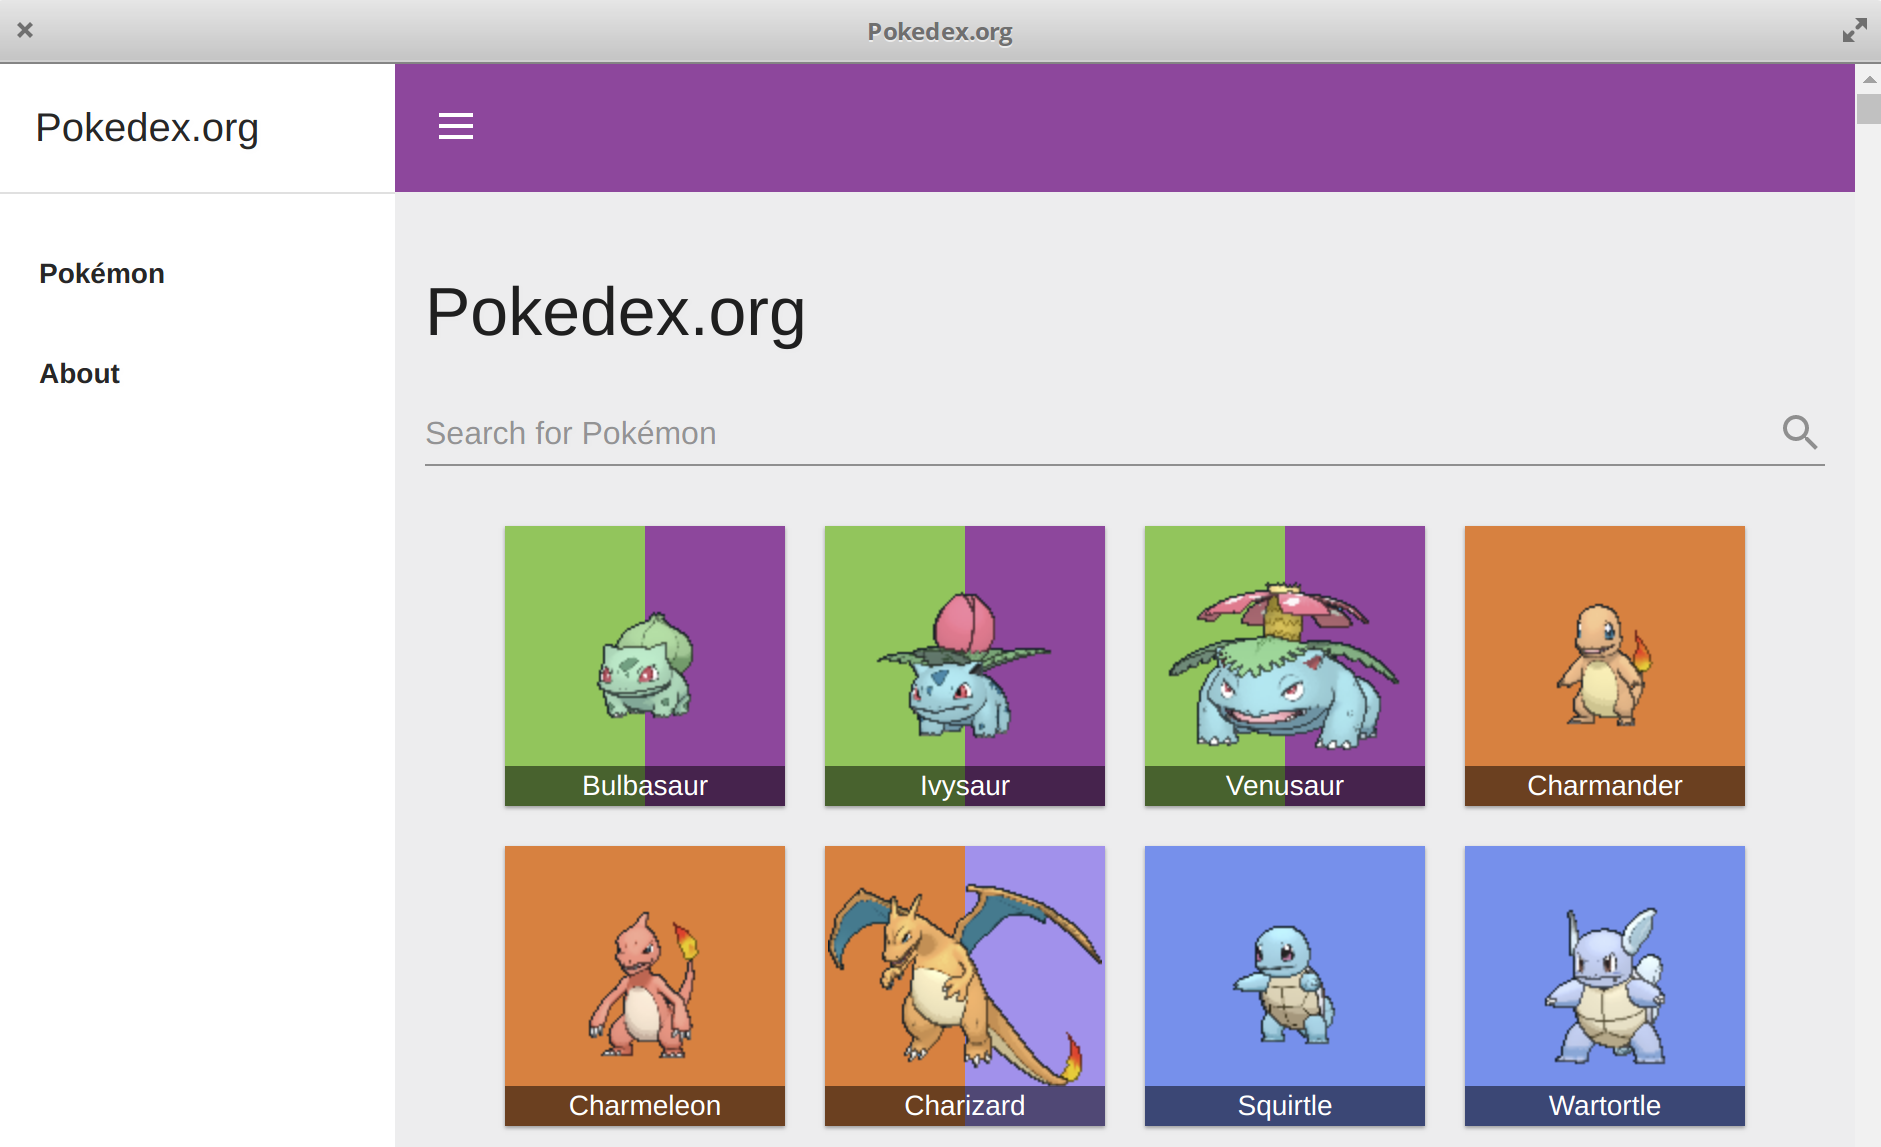 Pokedex.org
Pokedex.org
Pokémon
About
Pokedex.org
Search for Pokémon
Bulbasaur
Ivysaur
Venusaur
Charmander
Charmeleon
Charizard
Squirtle
Wartortle